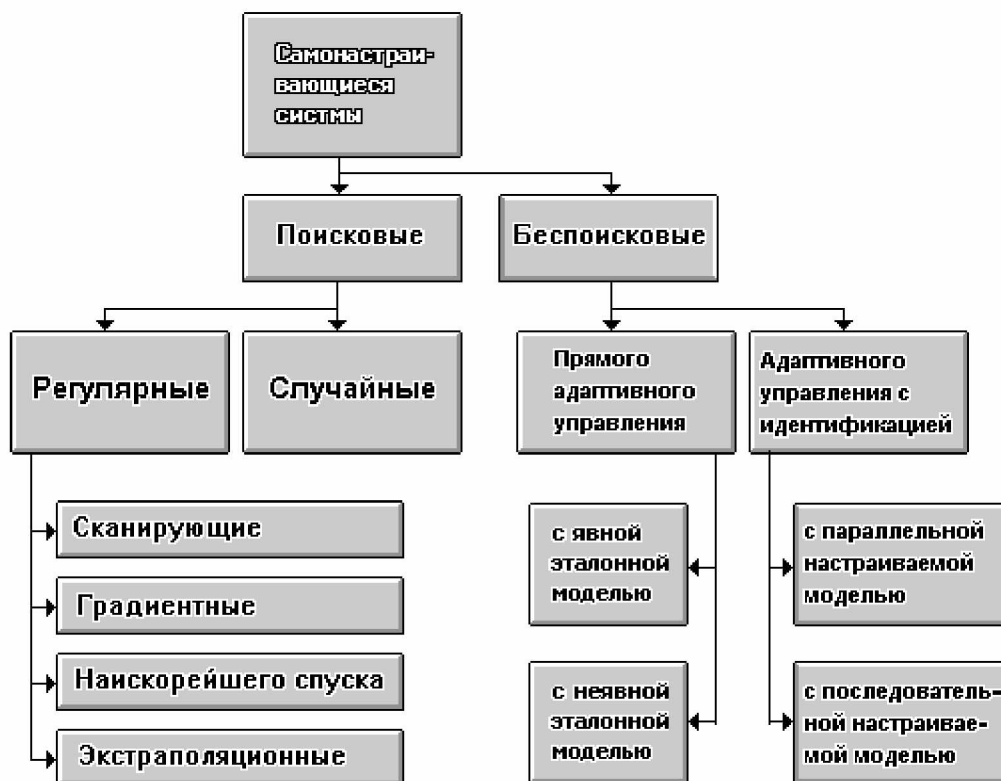 Самонастраи-
вающиеся
систмы
Поисковые
Беспоисковые
Регулярные
Случайные
Прямого
адаптивного
управления
Адаптивного
управления с
идентификацией
Сканирующие
Градиентные
Наискорейшего спуска
Экстраполяционные
с явной
эталонной
моделью
с неявной
эталонной
моделью
с параллельной
настраиваемой
моделью
с последователь-
ной настраивае-
мой моделью